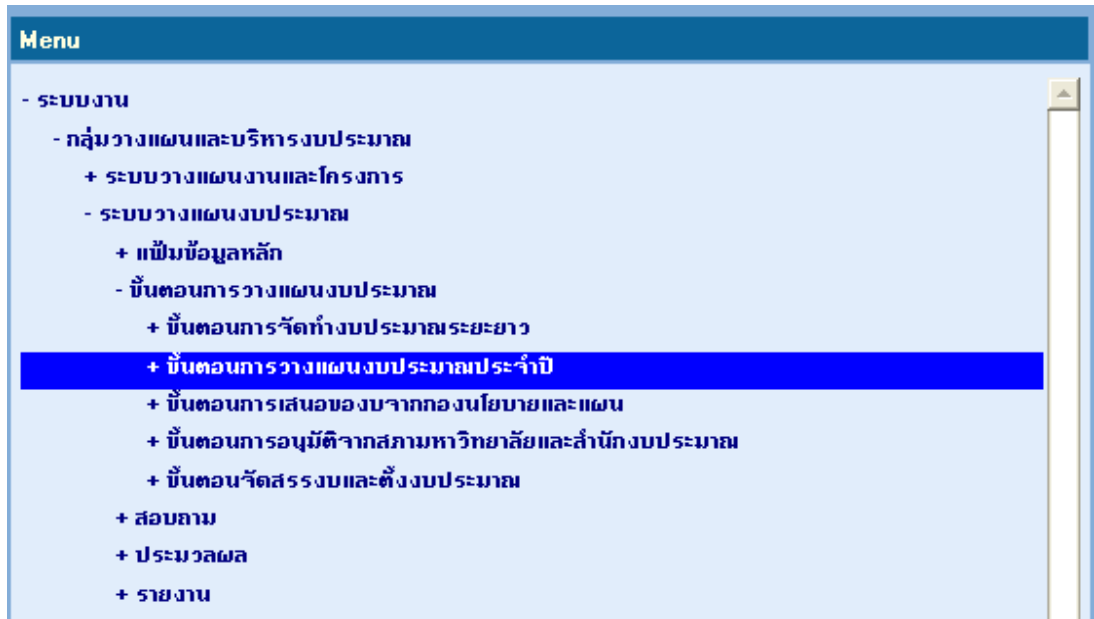 Menu
- ระบบงาน
- กลุ่มวางแผนและบริหารงบประมาณ
+ ระบบวางแผนงานและโครงการ
- ระบบวางแผนงบประมาณ
+ แฟ้มข้อมูลหลัก
- ขั้นตอนการวางแผนงบประมาณ
+ ขั้นตอนการจัดทำงบประมาณระยะยาว
+ ขั้นตอนการวางแผนงบประมาณประจำปี
+ ขั้นตอนการเสนอของบจากกองนโยบายและแผน
+ ขั้นตอนการอนุมัติจากสภามหาวิทยาลัยและสำนักงบประมาณ
+ ขั้นตอนจัดสรรงบและตั้งงบประมาณ
+ สอบถาม
+ ประมวลผล
+ รายงาน